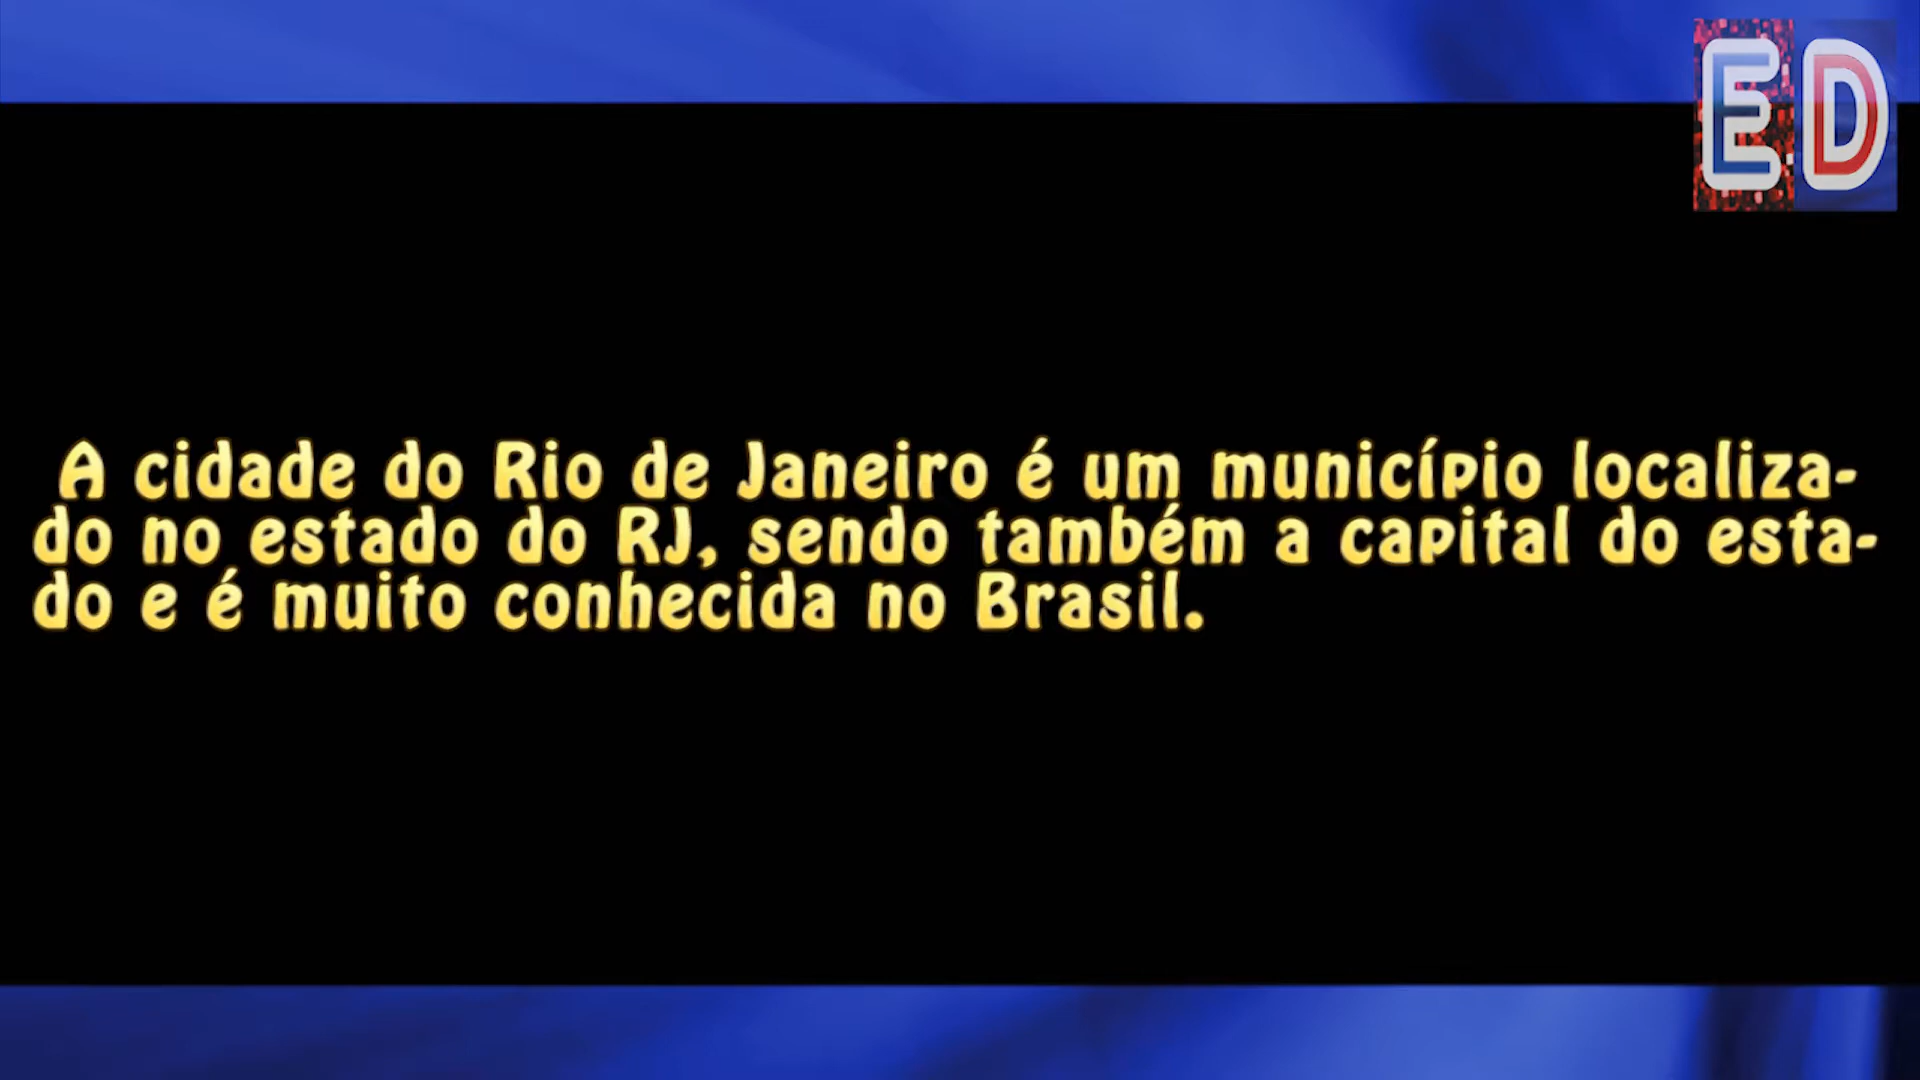 ED
A cidade do Rio de Janeiro é um município localiza-
do no estado do RJ, sendo também a capital do esta-
do e é muito conhecida no Brasil.